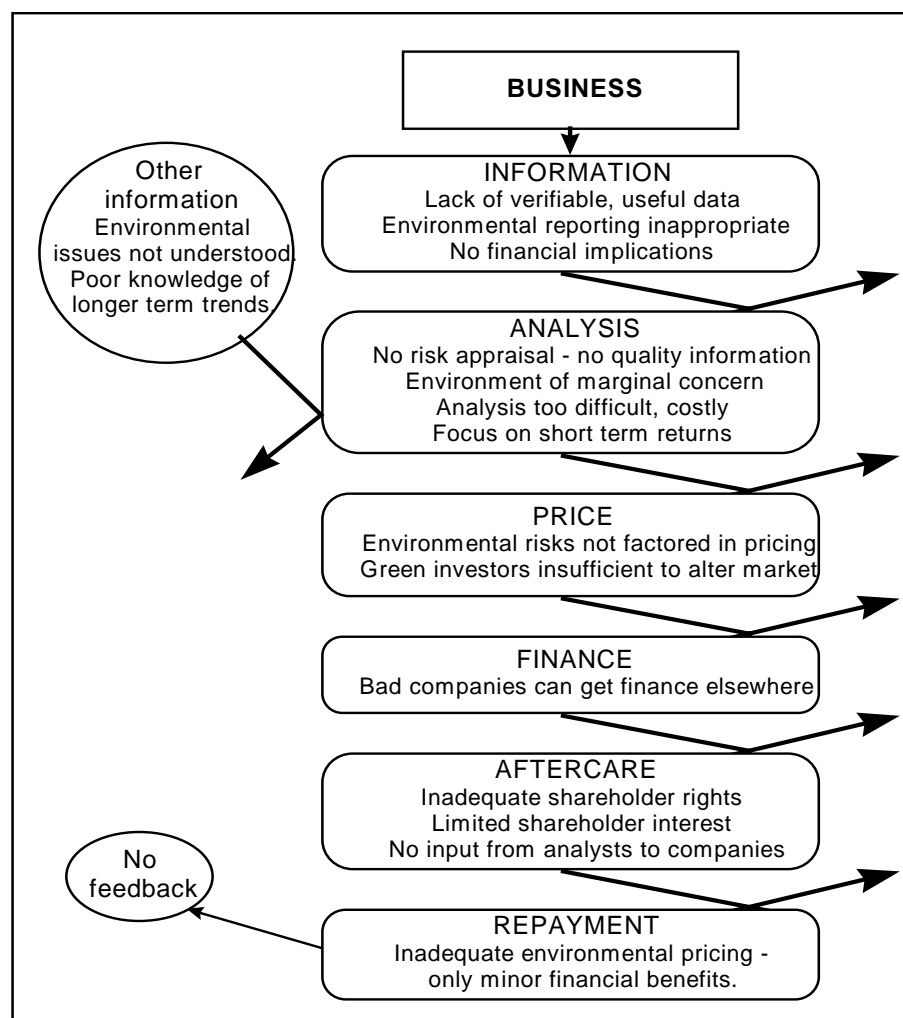 BUSINESS
INFORMATION
Lack of verifiable, useful data
Environmental reporting inappropriate
No financial implications
Other
information
Environmental
issues not understood.
Poor knowledge of
longer term trends.
ANALYSIS
No risk appraisal - no quality information
Environment of marginal concern
Analysis too difficult, costly
Focus on short term returns
PRICE
Environmental risks not factored in pricing
Green investors insufficient to alter market
FINANCE
Bad companies can get finance elsewhere
AFTERCARE
Inadequate shareholder rights
Limited shareholder interest
No input from analysts to companies
No
feedback
REPAYMENT
Inadequate environmental pricing -
only minor financial benefits.